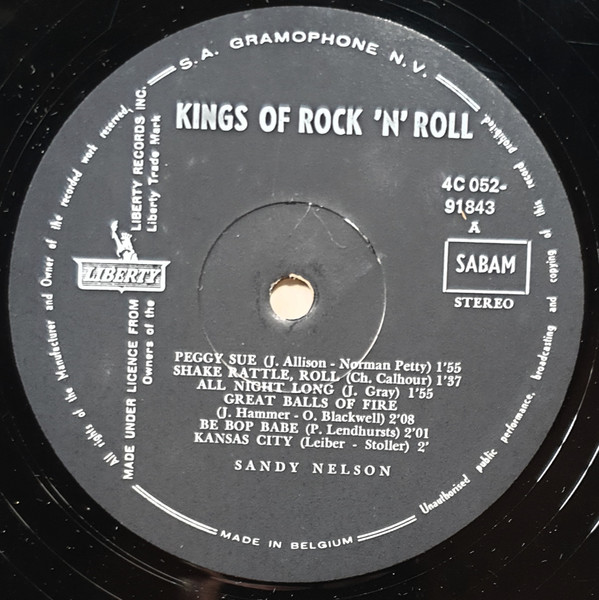 S.A. GRAMOPHONE N.V.
KINGS OF ROCK 'N' ROLL
All rights of the Manufacturer and Owner of the recorded work reserved.
MADE UNDER LICENCE FROM LIBERTY RECORDS INC.
Owners of the Liberty Trade Mark
LIBERTY
4C 052-
91843
A
SABAM
STEREO
PEGGY SUE (J. Allison - Norman Petty) 1'55
SHAKE RATTLE, ROLL (Ch. Calhour) 1'37
ALL NIGHT LONG (J. Gray) 1'55
GREAT BALLS OF FIRE
(J. Hammer - O. Blackwell) 2'08
BE BOP BABE (P. Lendhursts) 2'01
KANSAS CITY (Leiber - Stoller) 2'
SANDY NELSON
Unauthorised public performance, broadcasting and copying of this record prohibited.
MADE IN BELGIUM